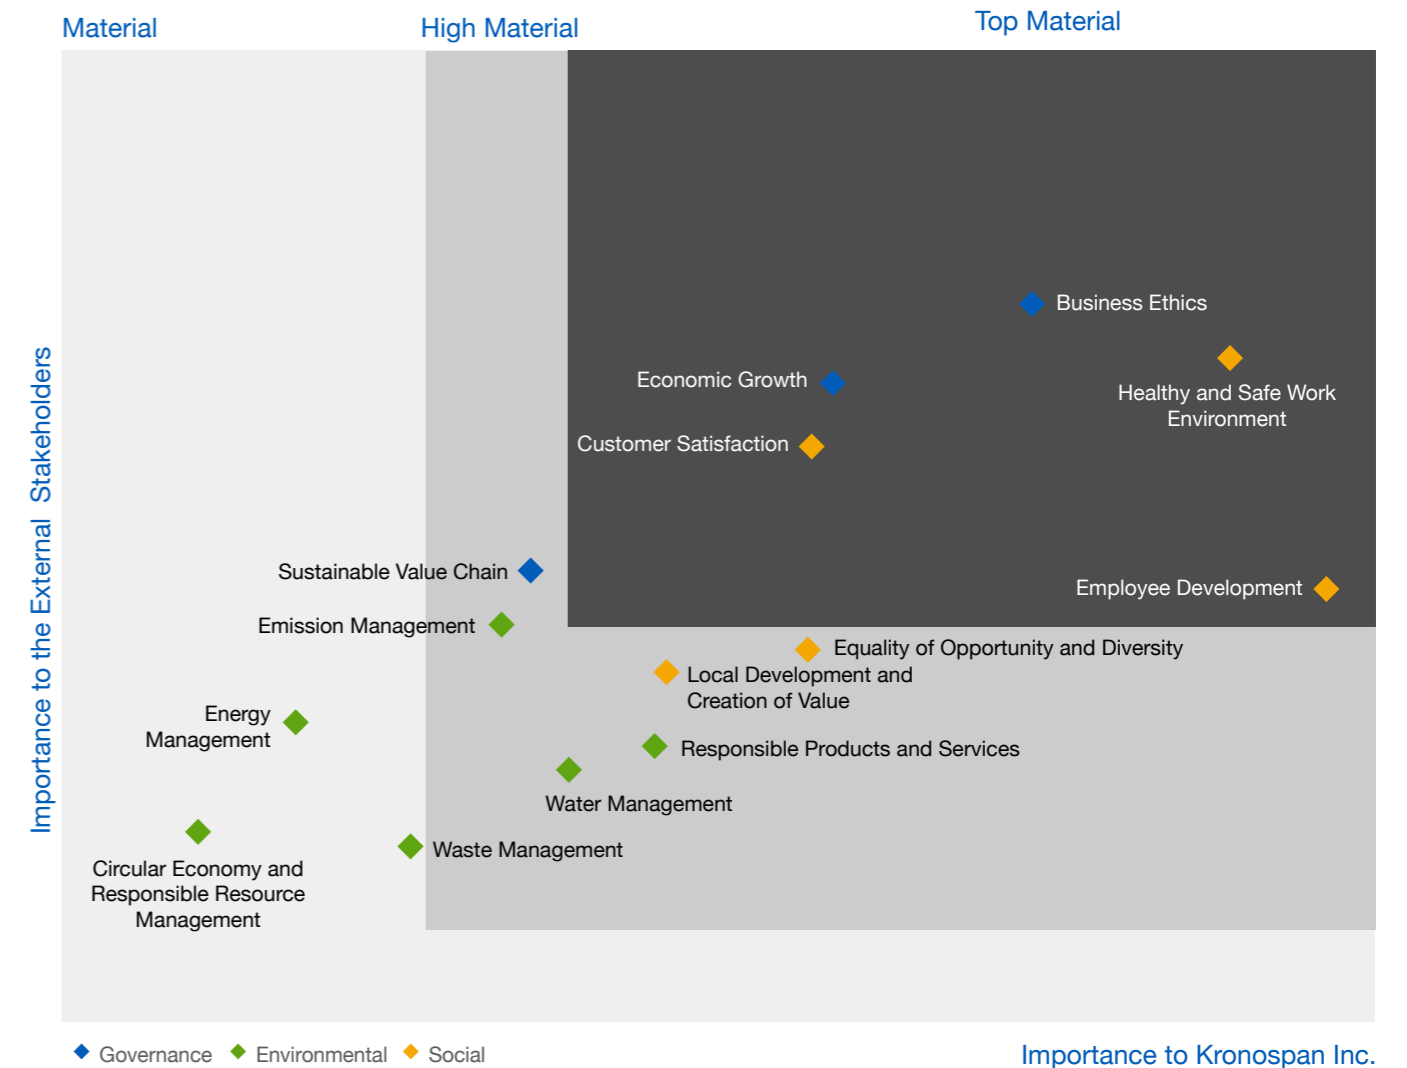 Material
High Material
Top Material
Importance to the External Stakeholders
Business Ethics
Economic Growth
Healthy and Safe Work
Environment
Customer Satisfaction
Sustainable Value Chain
Employee Development
Emission Management
Equality of Opportunity and Diversity
Local Development and
Creation of Value
Energy
Management
Responsible Products and Services
Water Management
Waste Management
Circular Economy and
Responsible Resource
Management
Governance
Environmental
Social
Importance to Kronospan Inc.